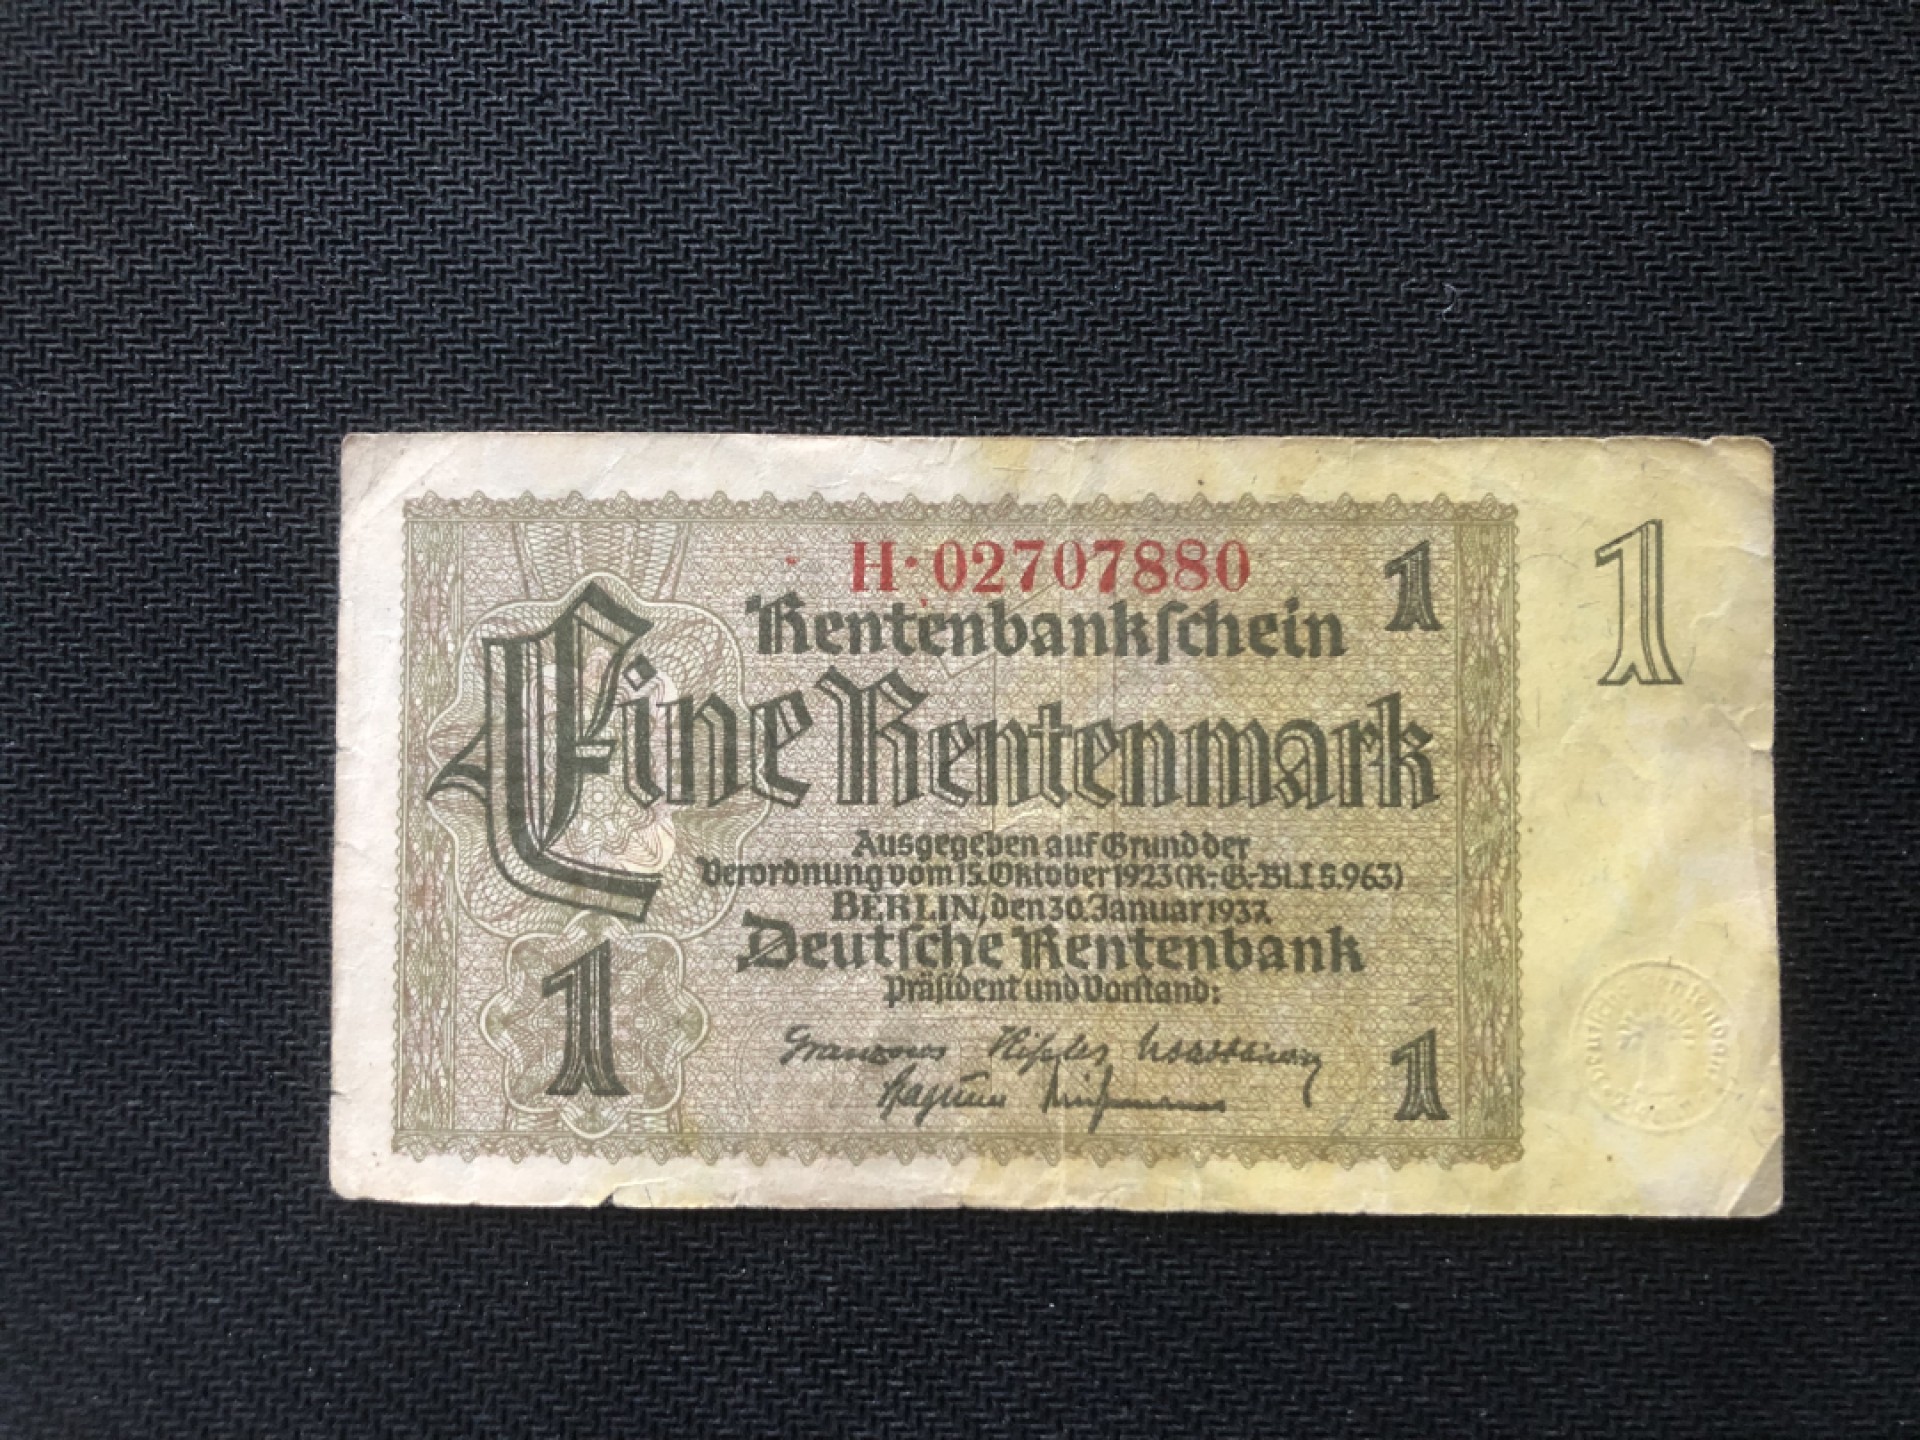 H·02707880
Rentenbankſchein
1
1
Eine Rentenmark
Ausgegeben auf Grund der
Verordnung vom 15. Oktober 1923 (R.-G.-Bl. I S. 963)
BERLIN, den 30. Januar 1937
Deutſche Rentenbank
Präſident und Vorſtand:
1
1